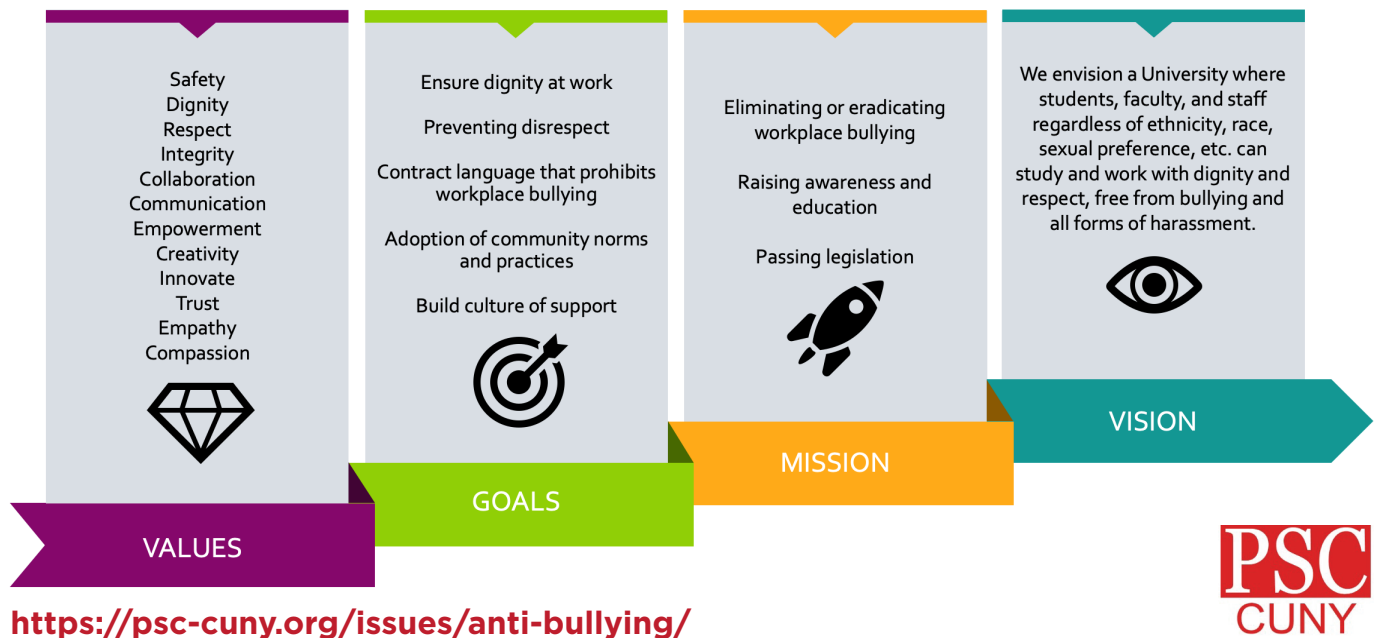 Safety
Dignity
Respect
Integrity
Collaboration
Communication
Empowerment
Creativity
Innovate
Trust
Empathy
Compassion
VALUES
Ensure dignity at work
Preventing disrespect
Contract language that prohibits
workplace bullying
Adoption of community norms
and practices
Build culture of support
GOALS
Eliminating or eradicating
workplace bullying
Raising awareness and
education
Passing legislation
MISSION
We envision a University where
students, faculty, and staff
regardless of ethnicity, race,
sexual preference, etc. can
study and work with dignity and
respect, free from bullying and
all forms of harassment.
VISION
https://psc-cuny.org/issues/anti-bullying/
PSC
CUNY